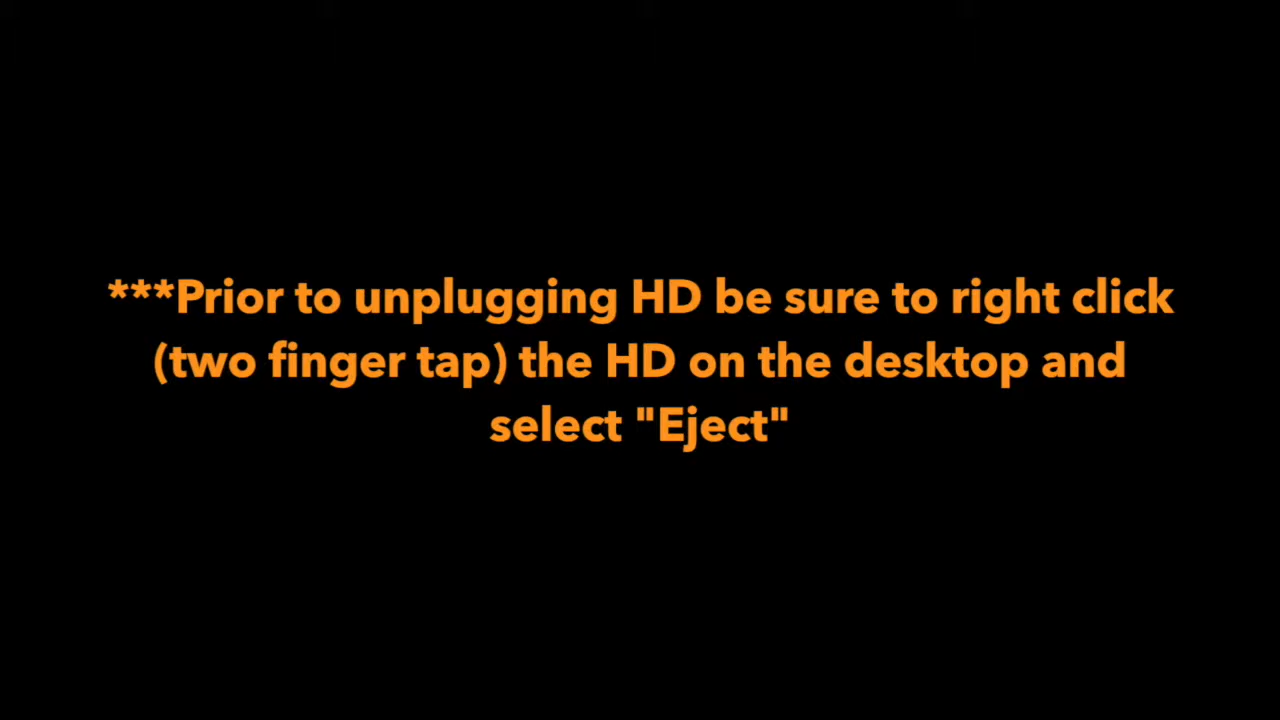 ***Prior to unplugging HD be sure to right click
(two finger tap) the HD on the desktop and
select "Eject"